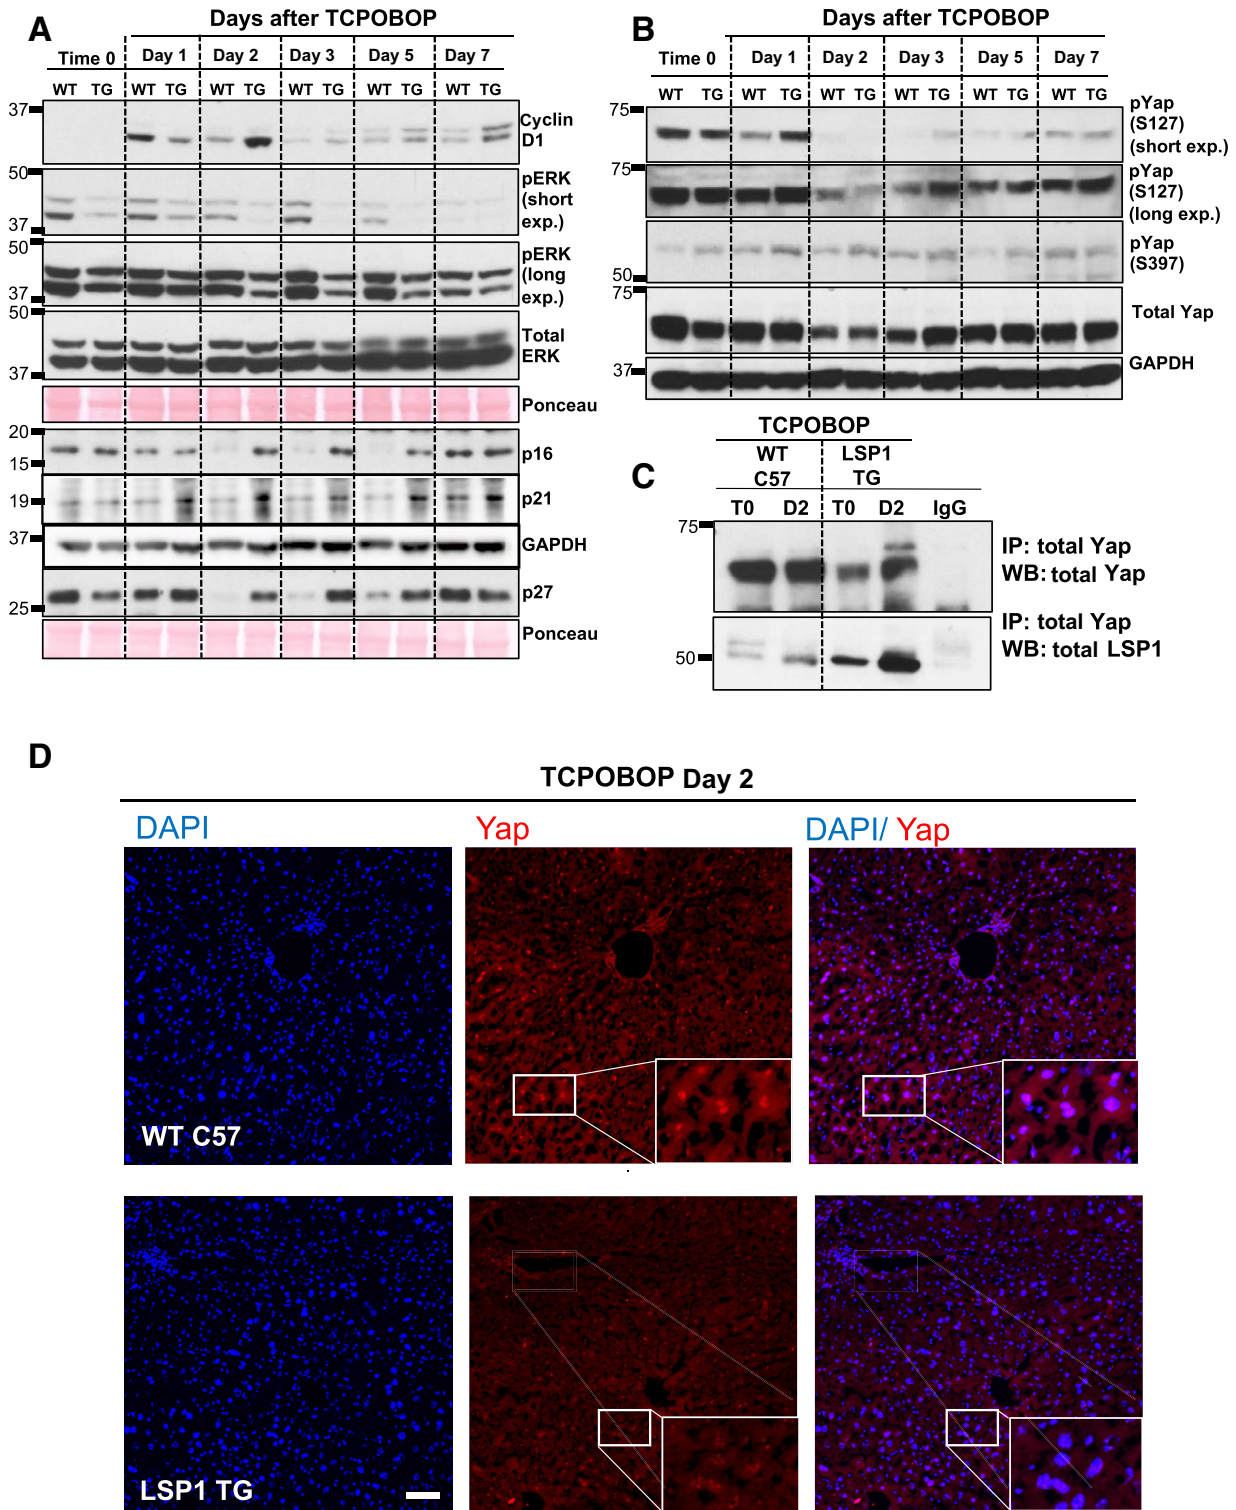 A
Days after TCPOBOP
Time 0 Day 1 Day 2 Day 3 Day 5 Day 7
WT TG WT TG WT TG WT TG WT TG WT TG
37
Cyclin
D1
50
pERK
(short
exp.)
37
50
pERK
(long
exp.)
37
50
Total
ERK
37
Ponceau
20
p16
15
p21
19
37
GAPDH
p27
25
Ponceau
B
Days after TCPOBOP
Time 0 Day 1 Day 2 Day 3 Day 5 Day 7
WT TG WT TG WT TG WT TG WT TG WT TG
75
pYap
(S127)
(short exp.)
75
pYap
(S127)
(long exp.)
pYap
(S397)
50
75
Total Yap
GAPDH
37
C
TCPOBOP
WT
C57
LSP1
TG
T0 D2 T0 D2 IgG
75
IP: total Yap
WB: total Yap
IP: total Yap
WB: total LSP1
50
D
TCPOBOP Day 2
DAPI Yap DAPI/ Yap
WT C57
LSP1 TG